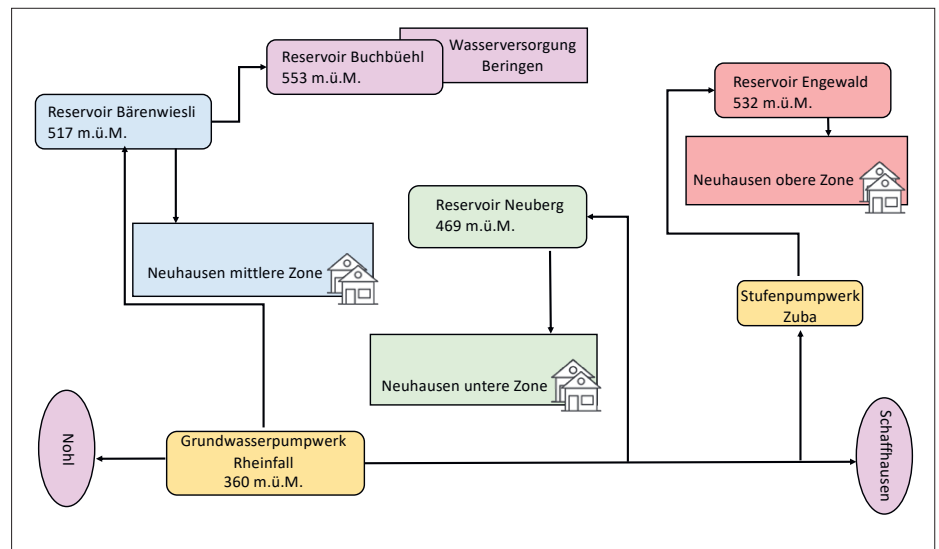 Reservoir Buchbüehl
553 m.ü.M.
Wasserversorgung
Beringen
Reservoir Engewald
532 m.ü.M.
Reservoir Bärenwiesli
517 m.ü.M.
Neuhausen obere Zone
Reservoir Neuberg
469 m.ü.M.
Neuhausen mittlere Zone
Stufenpumpwerk
Zuba
Neuhausen untere Zone
Nohl
Grundwasserpumpwerk
Rheinfall
360 m.ü.M.
Schaffhausen